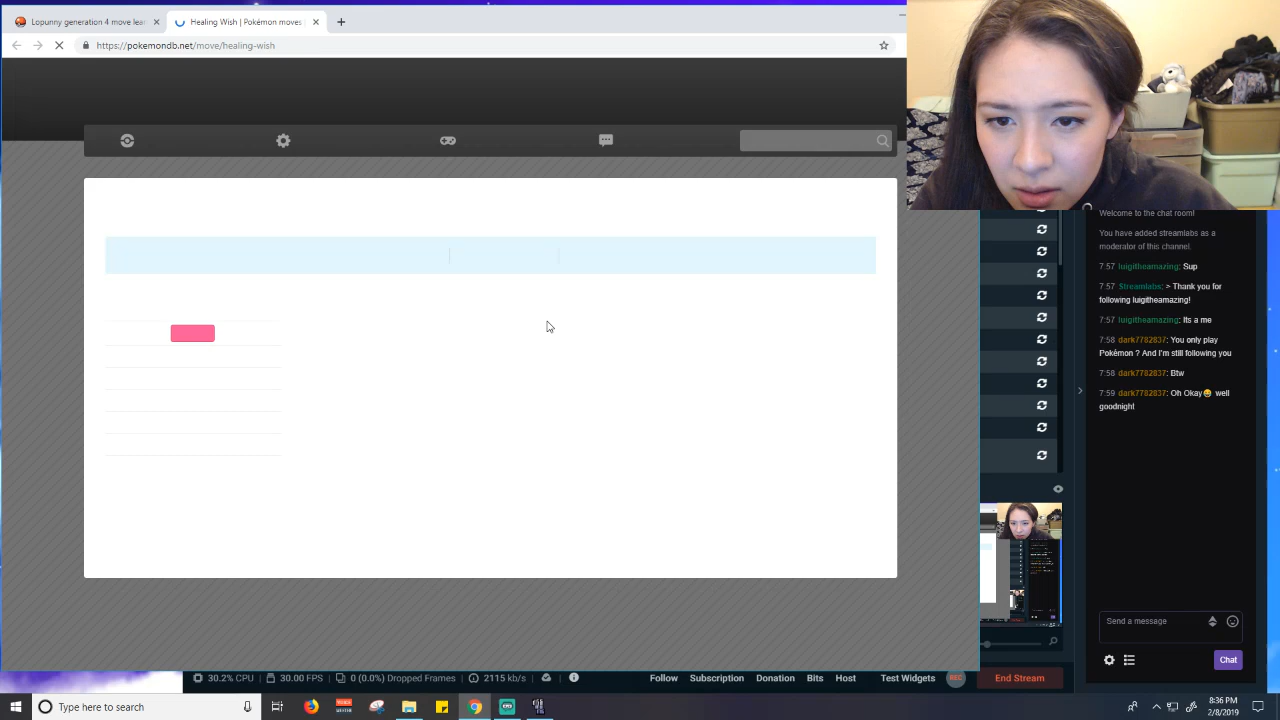 Lopunny generation 4 move lear
Healing Wish | Pokémon moves
https://pokemondb.net/move/healing-wish
Welcome to the chat room!
You have added streamlabs as a
moderator of this channel.
7:57 luigitheamazing: Sup
7:57 Streamlabs: > Thank you for
following luigitheamazing!
7:57 luigitheamazing: Its a me
7:58 dark7782837: You only play
Pokémon ? And I'm still following you
7:58 dark7782837: Btw
7:59 dark7782837: Oh Okay😄 well
goodnight
Send a message
Chat
30.2% CPU
30.00 FPS
0 (0.0%) Dropped Frames
2115 kb/s
Follow
Subscription
Donation
Bits
Host
Test Widgets
REC
End Stream
Type here to search
8:36 PM
2/8/2019